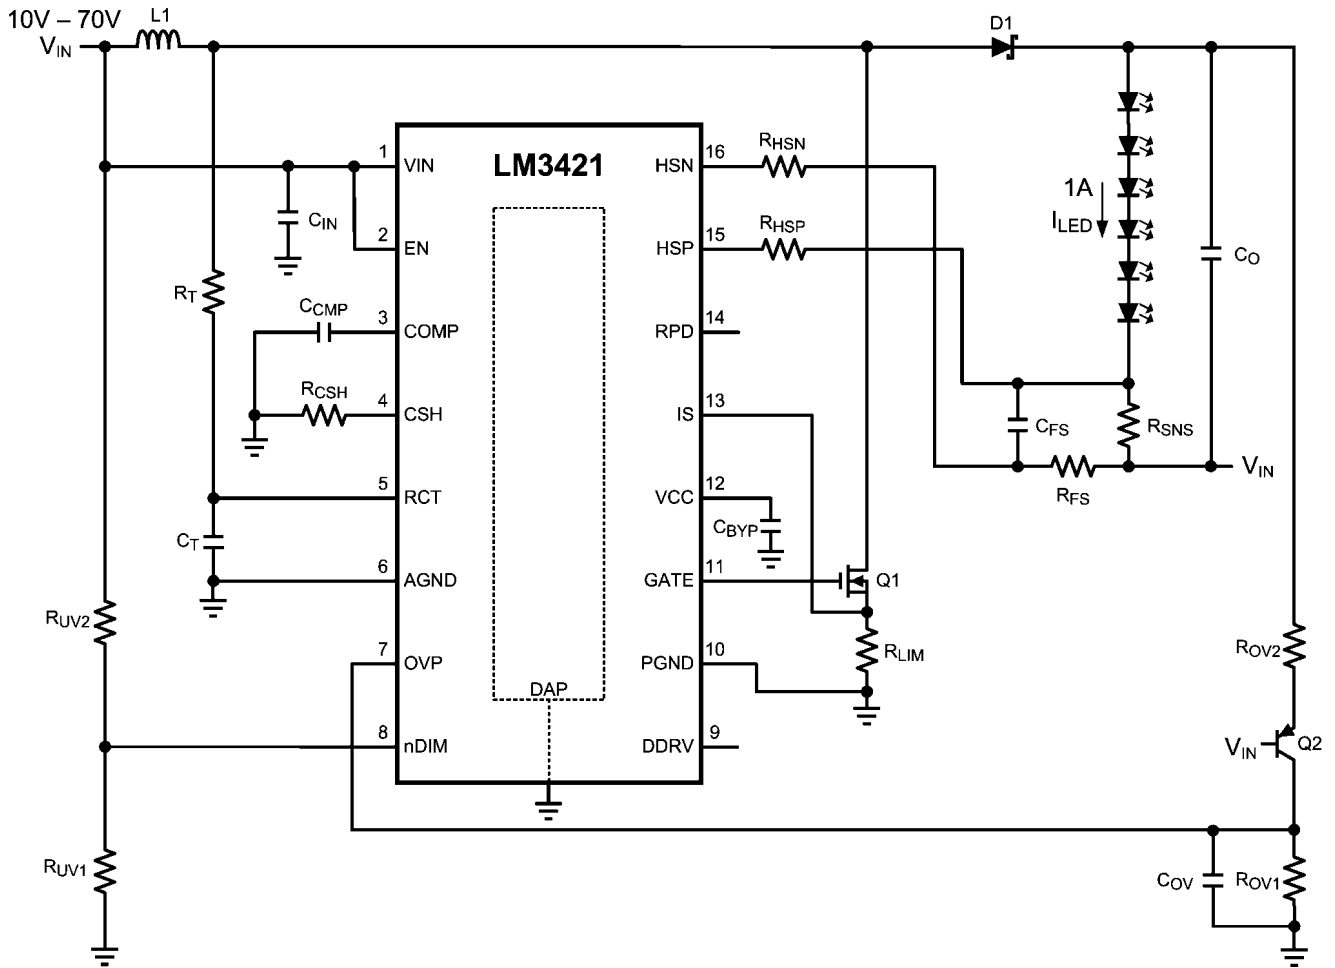 10V – 70V
VIN
L1
D1
LM3421
1
VIN
16
HSN
RHSN
CIN
2
EN
15
HSP
RHSP
1A
ILED
CO
RT
CCMP
3
COMP
14
RPD
RCSH
4
CSH
13
IS
CFS
RSNS
VIN
RFS
5
RCT
12
VCC
CBYP
CT
6
AGND
11
GATE
Q1
RUV2
7
OVP
10
PGND
RLIM
ROV2
DAP
8
nDIM
9
DDRV
VIN
Q2
RUV1
COV
ROV1